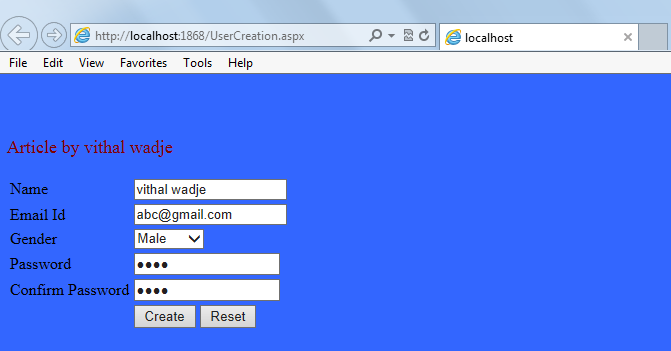 http://localhost:1868/UserCreation.aspx
localhost
File Edit View Favorites Tools Help
Article by vithal wadje
Name vithal wadje
Email Id abc@gmail.com
Gender Male
Password ●●●●
Confirm Password ●●●●
Create Reset